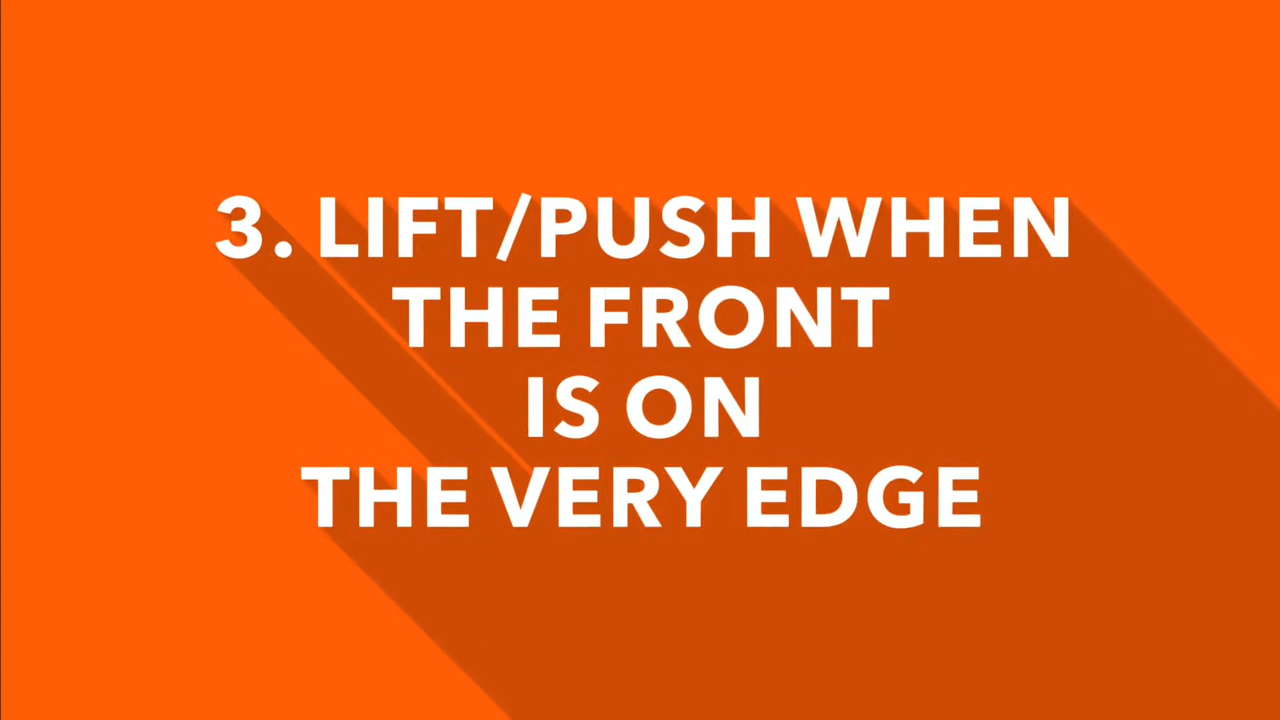 3. LIFT/PUSH WHEN
THE FRONT
IS ON
THE VERY EDGE